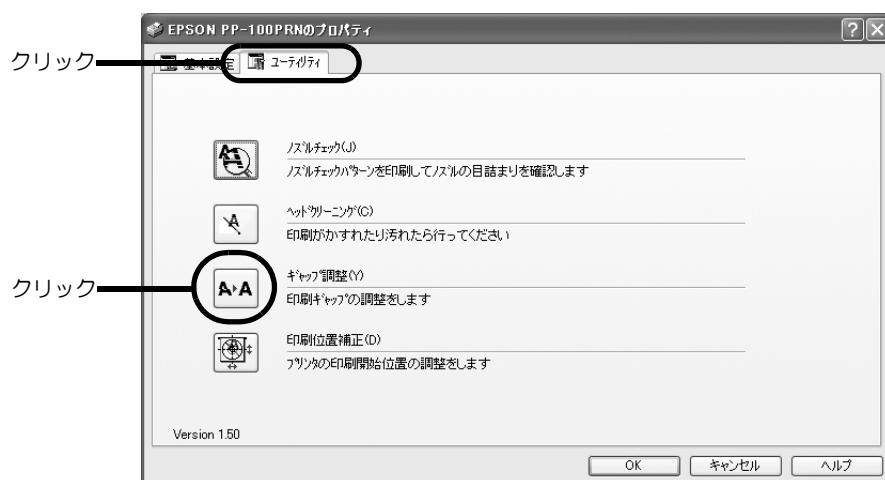 EPSON PP-100PRNのプロパティ
クリック
基本設定
ユーティリティ
ノズルチェック(J)
ノズルチェックパターンを印刷してノズルの目詰まりを確認します
ヘッドクリーニング(C)
印刷がかすれたり汚れたら行ってください
クリック
ギャップ調整(Y)
印刷ギャップの調整をします
印刷位置補正(D)
プリンタの印刷開始位置の調整をします
Version 1.50
OK
キャンセル
ヘルプ